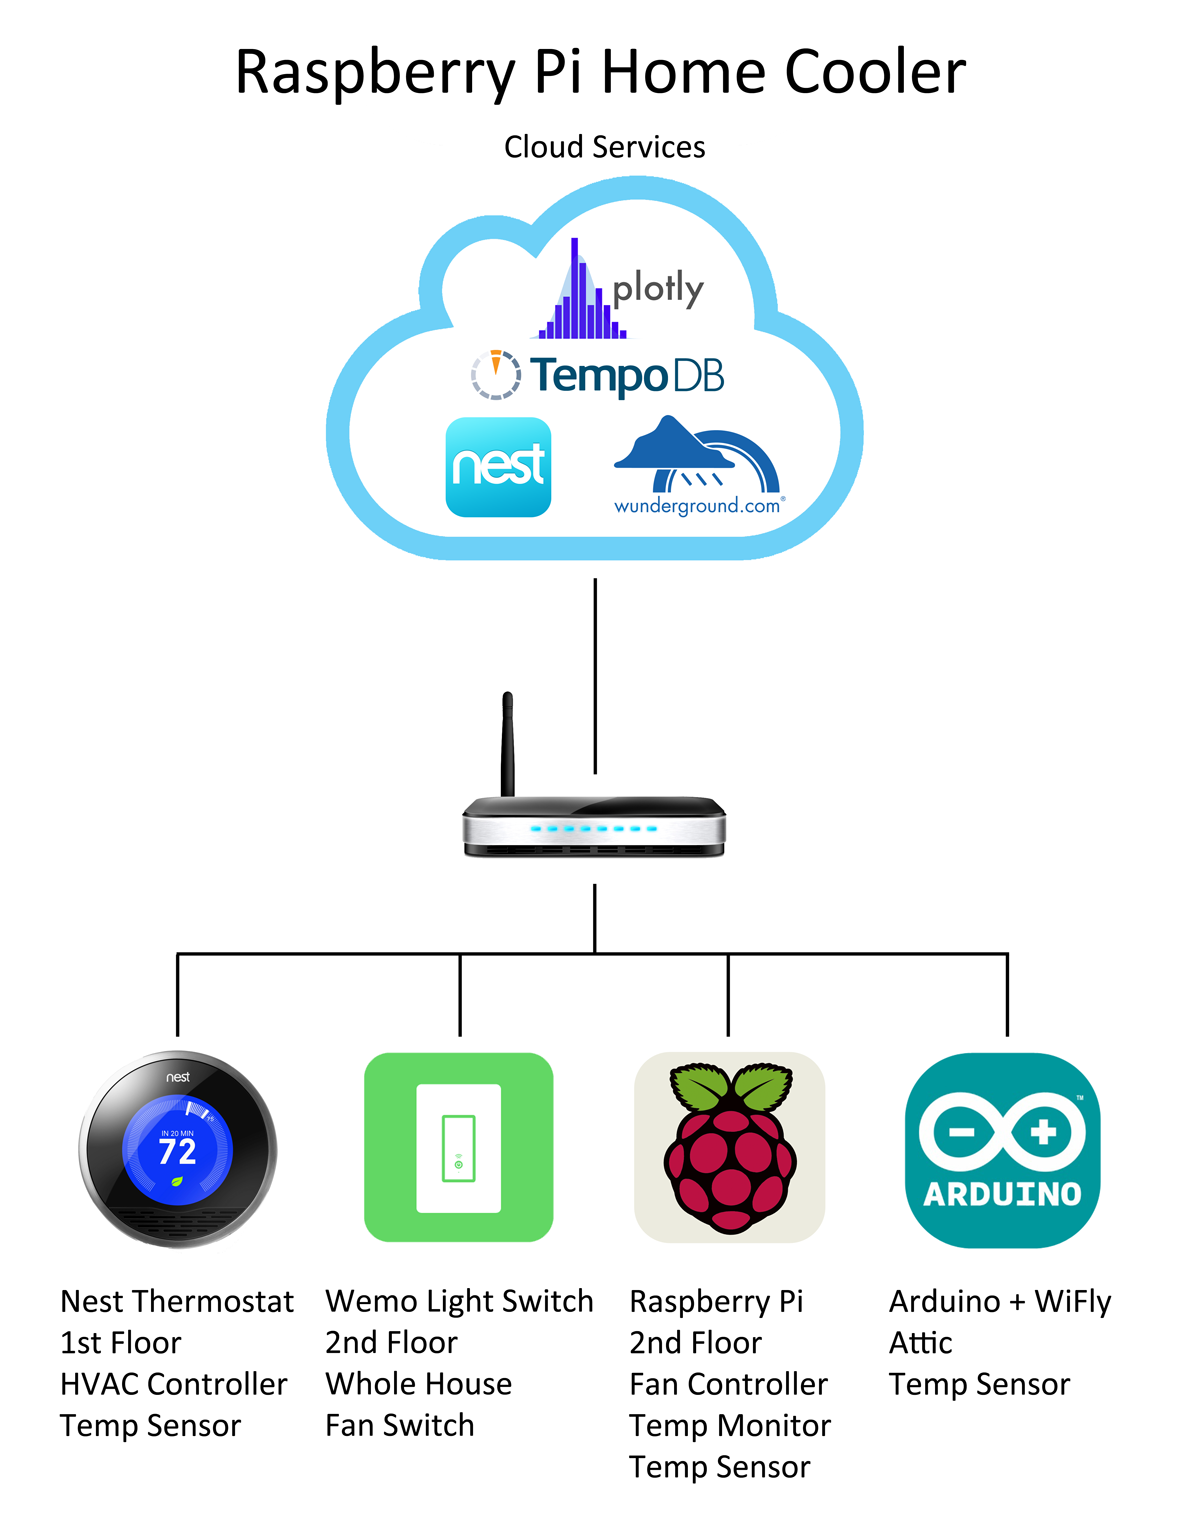 Raspberry Pi Home Cooler
Cloud Services
plotly
TempoDB
nest
wunderground.com®
nest
IN 20 MIN
72
ARDUINO
™
Nest Thermostat
1st Floor
HVAC Controller
Temp Sensor
Wemo Light Switch
2nd Floor
Whole House
Fan Switch
Raspberry Pi
2nd Floor
Fan Controller
Temp Monitor
Temp Sensor
Arduino + WiFly
Attic
Temp Sensor